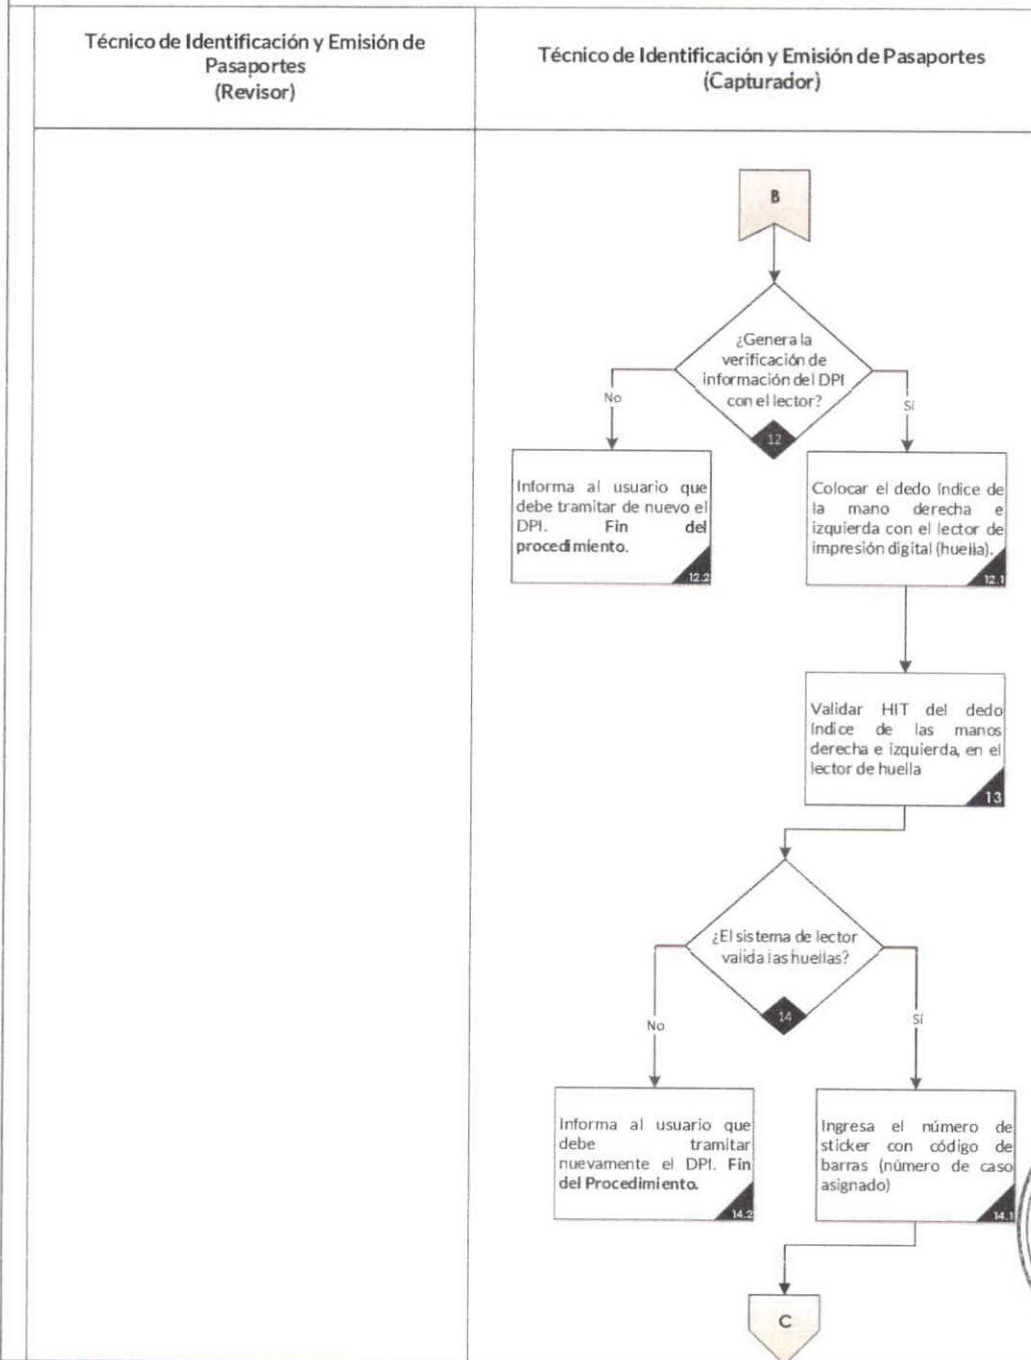 Técnico de Identificación y Emisión de
Pasaportes
(Revisor)
Técnico de Identificación y Emisión de Pasaportes
(Capturador)
B
¿Genera la
verificación de
información del DPI
con el lector?
12
No
Sí
Informa al usuario que
debe tramitar de nuevo el
DPI. Fin del
procedimiento.
12.2
Colocar el dedo índice de
la mano derecha e
izquierda con el lector de
impresión digital (huella).
12.1
Validar HIT del dedo
índice de las manos
derecha e izquierda, en el
lector de huella
13
¿El sistema de lector
valida las huellas?
14
No
Sí
Informa al usuario que
debe tramitar
nuevamente el DPI. Fin
del Procedimiento.
14.2
Ingresa el número de
sticker con código de
barras (número de caso
asignado)
14.1
C